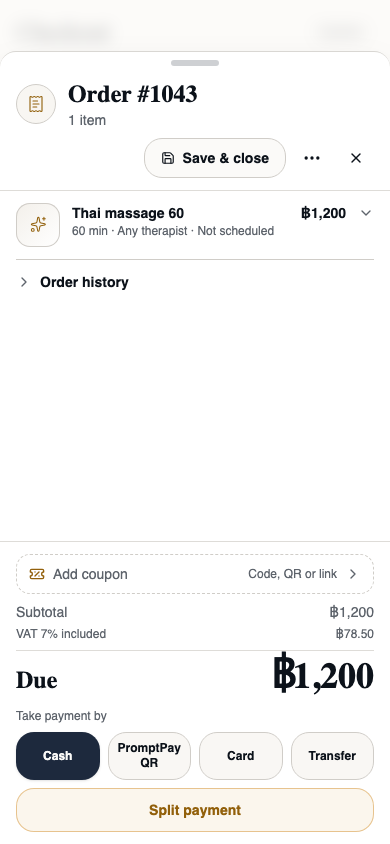 Order #1043
1 item
Save & close
Thai massage 60
฿1,200
60 min · Any therapist · Not scheduled
Order history
Add coupon
Code, QR or link
Subtotal
฿1,200
VAT 7% included
฿78.50
Due
฿1,200
Take payment by
Cash
PromptPay
QR
Card
Transfer
Split payment